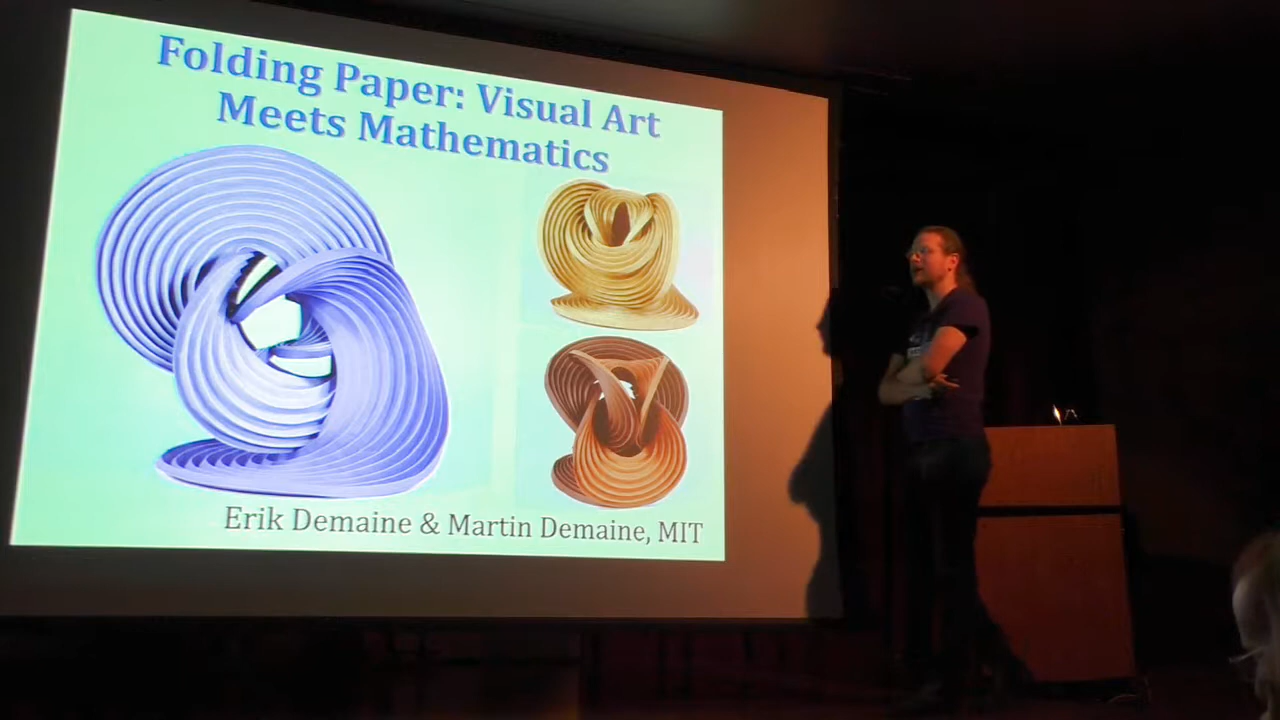 Folding Paper: Visual Art
Meets Mathematics
Erik Demaine & Martin Demaine, MIT